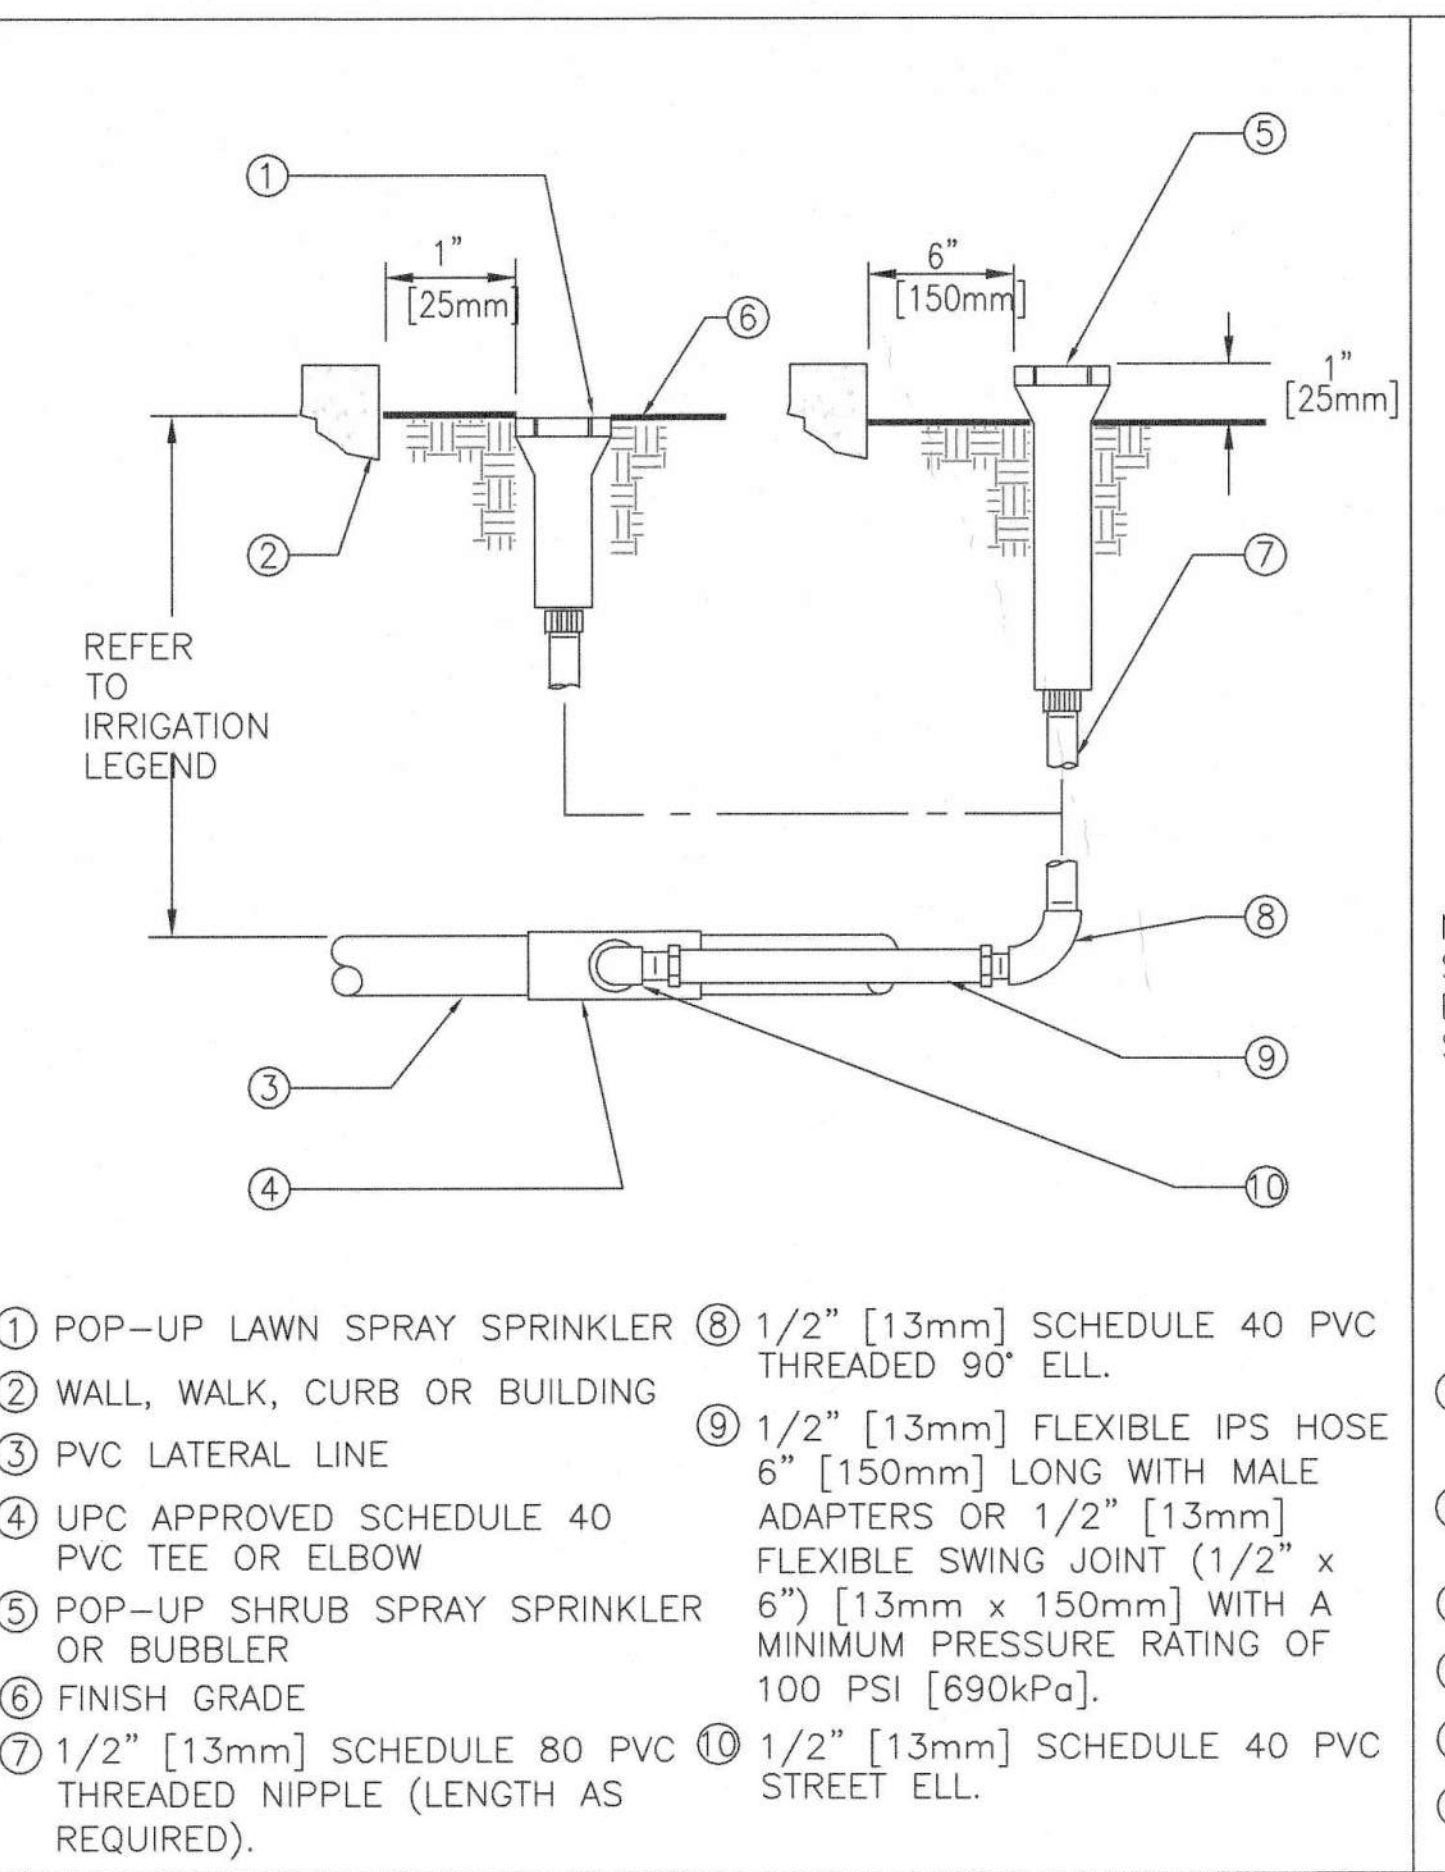 ①
⑤
1”
[25mm]
6”
[150mm]
⑥
1”
[25mm]
②
⑦
REFER
TO
IRRIGATION
LEGEND
⑧
③
⑨
④
⑩
① POP-UP LAWN SPRAY SPRINKLER
② WALL, WALK, CURB OR BUILDING
③ PVC LATERAL LINE
④ UPC APPROVED SCHEDULE 40
PVC TEE OR ELBOW
⑤ POP-UP SHRUB SPRAY SPRINKLER
OR BUBBLER
⑥ FINISH GRADE
⑦ 1/2” [13mm] SCHEDULE 80 PVC
THREADED NIPPLE (LENGTH AS
REQUIRED).
⑧ 1/2” [13mm] SCHEDULE 40 PVC
THREADED 90° ELL.
⑨ 1/2” [13mm] FLEXIBLE IPS HOSE
6” [150mm] LONG WITH MALE
ADAPTERS OR 1/2” [13mm]
FLEXIBLE SWING JOINT (1/2” x
6”) [13mm x 150mm] WITH A
MINIMUM PRESSURE RATING OF
100 PSI [690kPa].
⑩ 1/2” [13mm] SCHEDULE 40 PVC
STREET ELL.